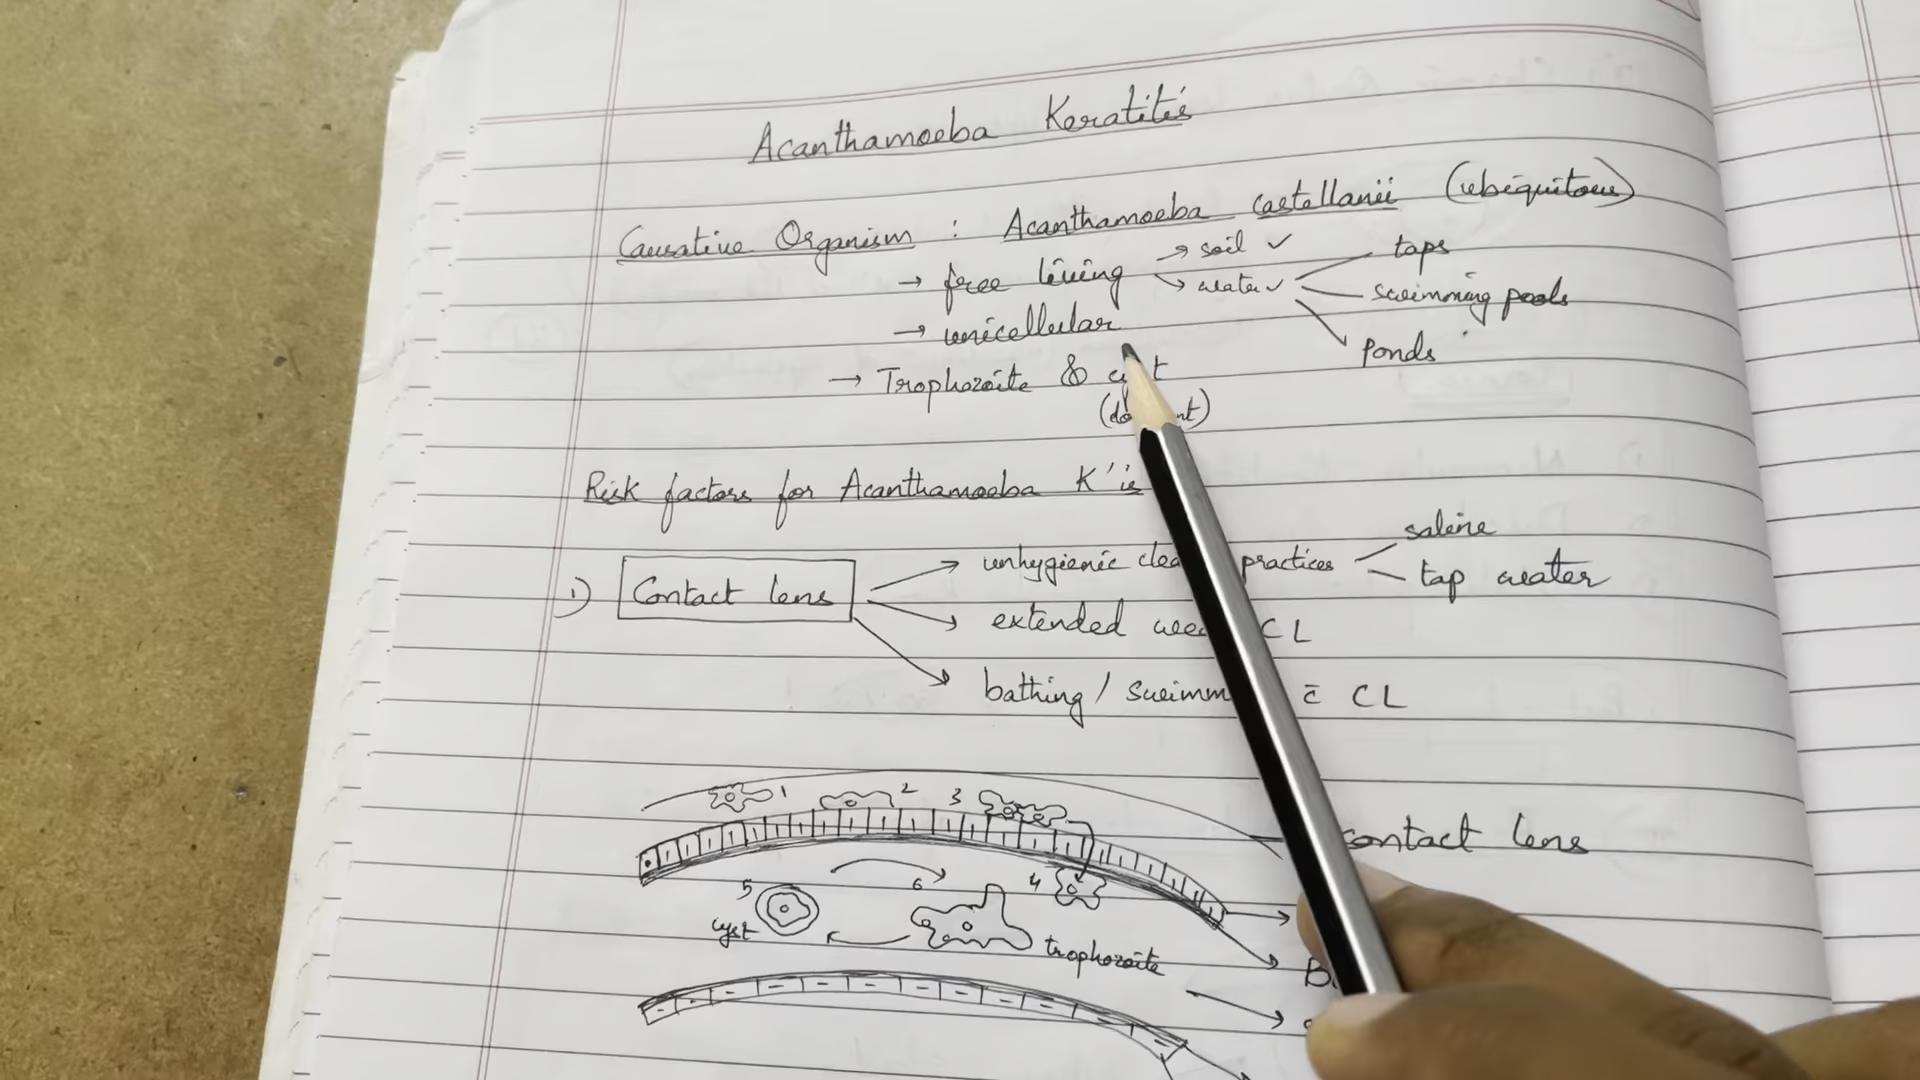 Acanthamoeba Keratitis
Causative Organism : Acanthamoeba castellanii (ubiquitous)
→ free living → soil ✓ taps
→ water ✓ swimming pools
→ unicellular
ponds
→ Trophozoite &
Risk factors for Acanthamoeba K'is
saline
unhygienic practices
tap water
1) Contact lens
extended CL
bathing / c̄ CL
1 2 3
contact lens
5 6 4
cyst
trophozoite